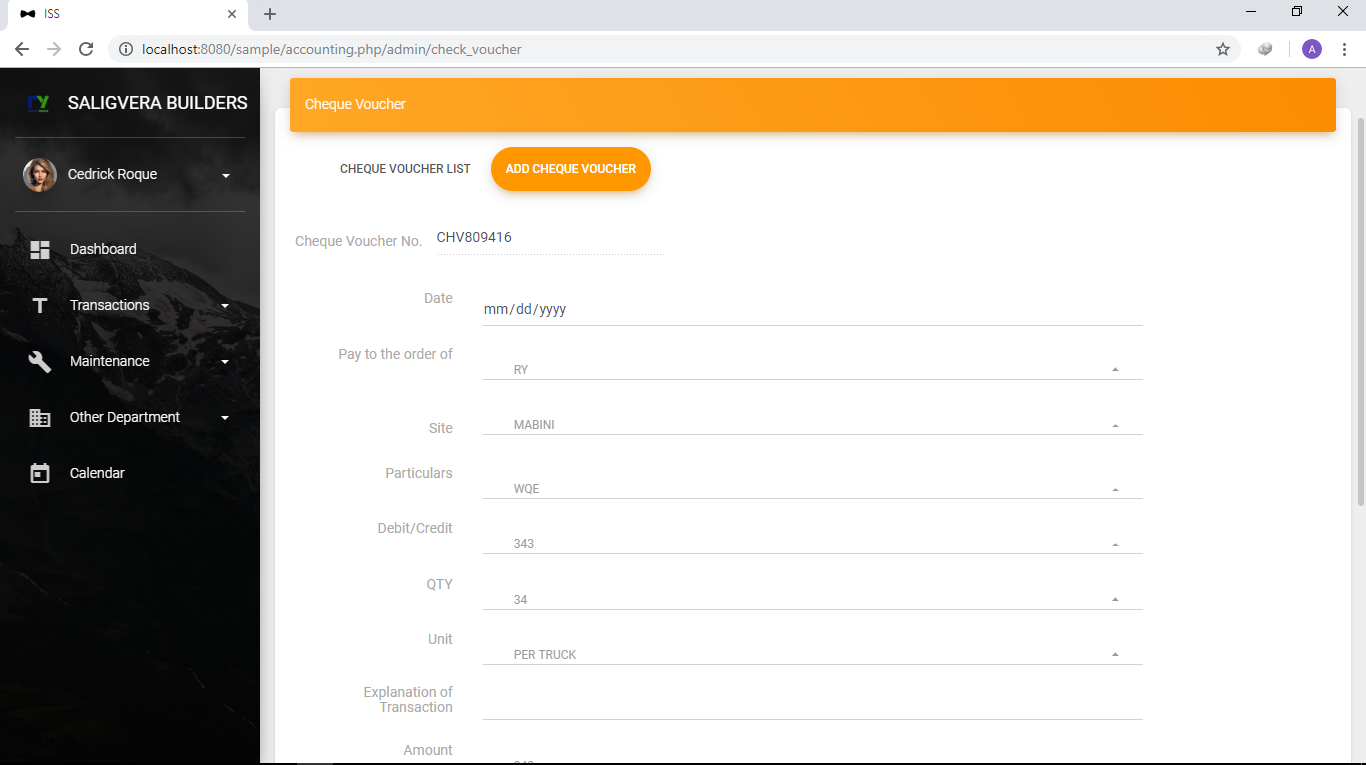 ISS
localhost:8080/sample/accounting.php/admin/check_voucher
A
ry SALIGVERA BUILDERS
Cedrick Roque
Dashboard
Transactions
Maintenance
Other Department
Calendar
Cheque Voucher
CHEQUE VOUCHER LIST ADD CHEQUE VOUCHER
Cheque Voucher No. CHV809416
Date mm/dd/yyyy
Pay to the order of RY
Site MABINI
Particulars WQE
Debit/Credit 343
QTY 34
Unit PER TRUCK
Explanation of
Transaction
Amount